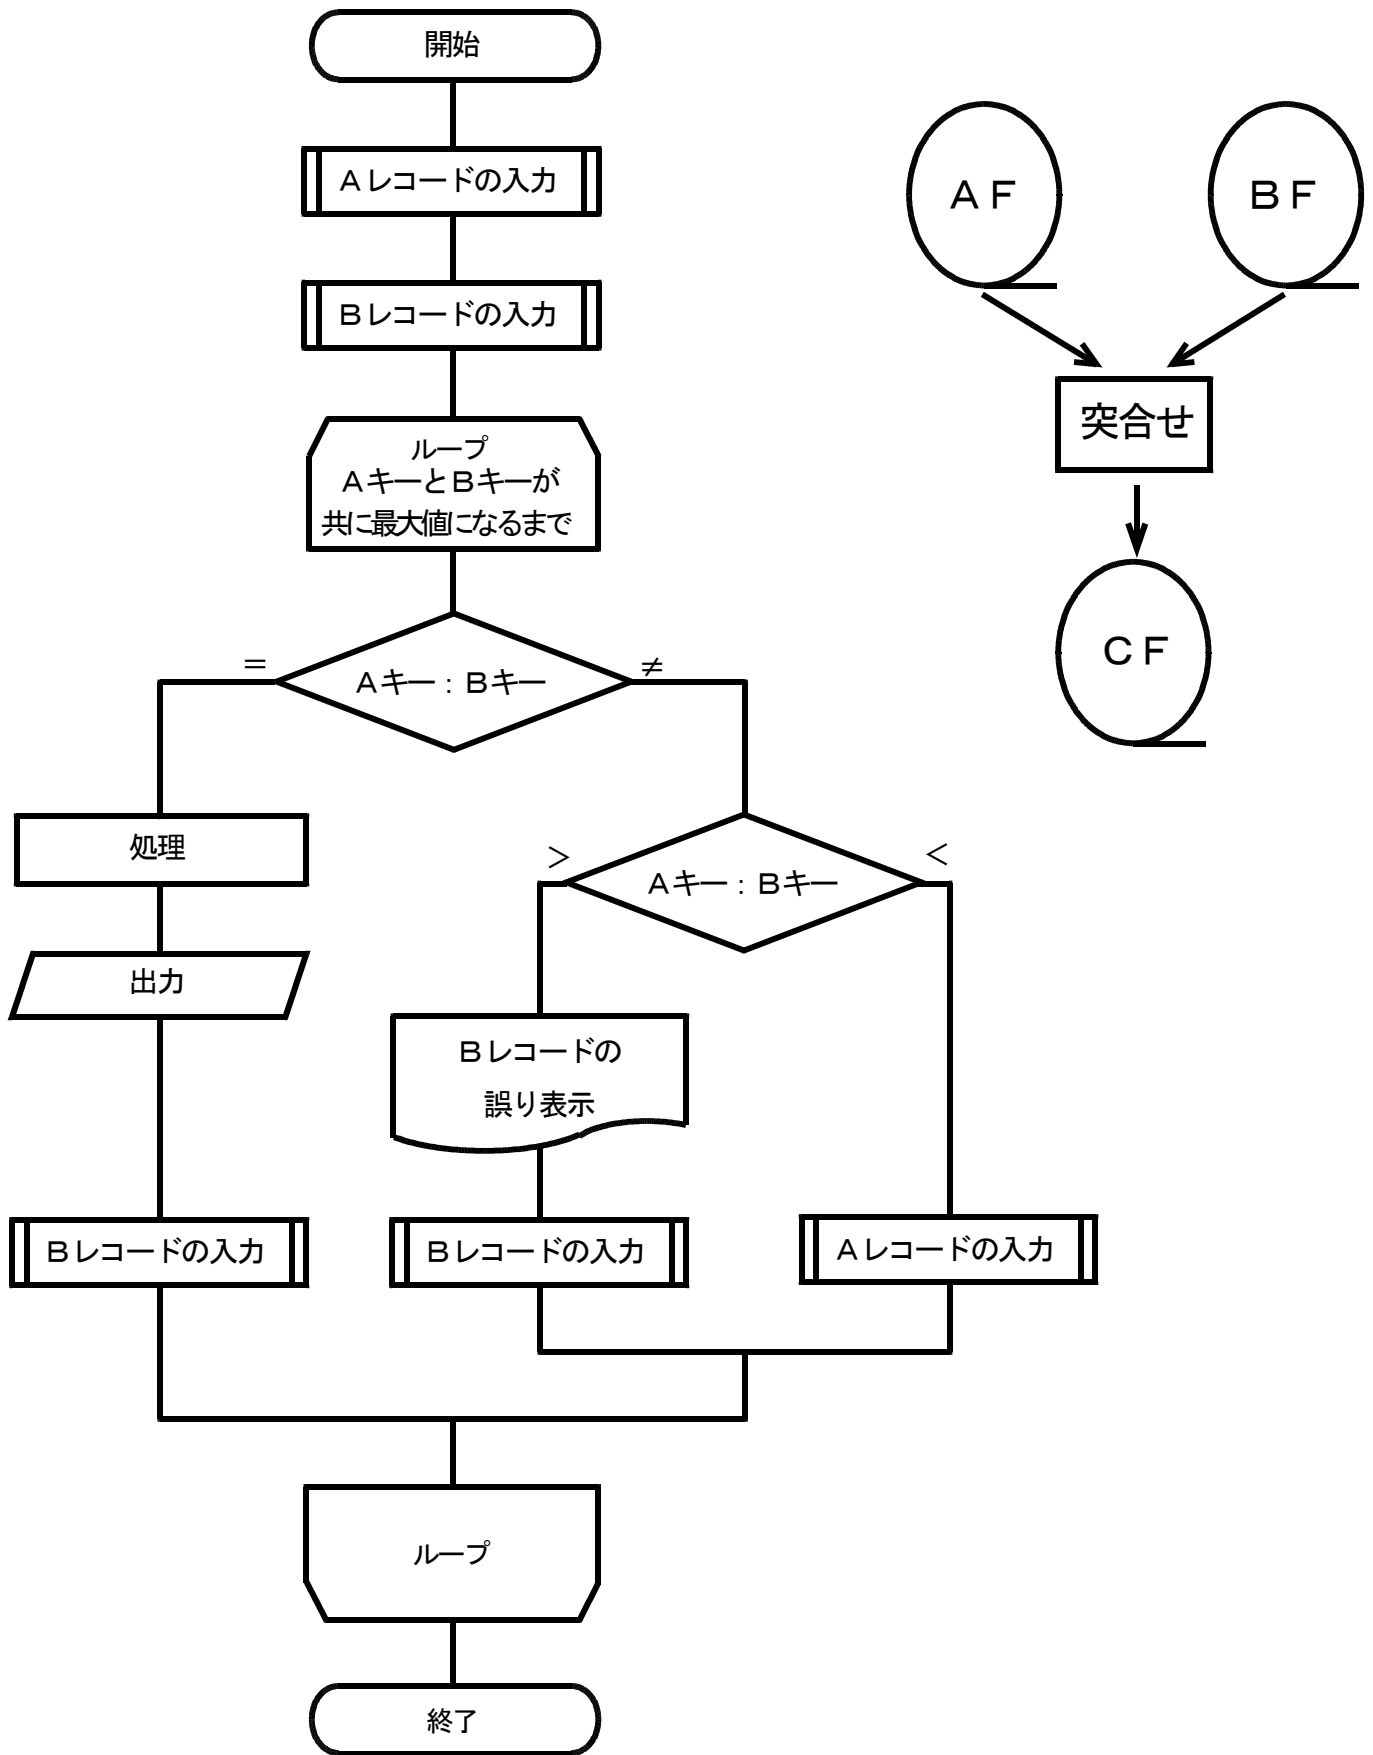 開始
Ａレコードの入力
Ｂレコードの入力
ループ
ＡキーとＢキーが
共に最大値になるまで
Ａキー：Ｂキー
＝
≠
処理
出力
Ｂレコードの入力
Ａキー：Ｂキー
＞
＜
Ｂレコードの
誤り表示
Ｂレコードの入力
Ａレコードの入力
ループ
終了
ＡＦ
ＢＦ
突合せ
ＣＦ